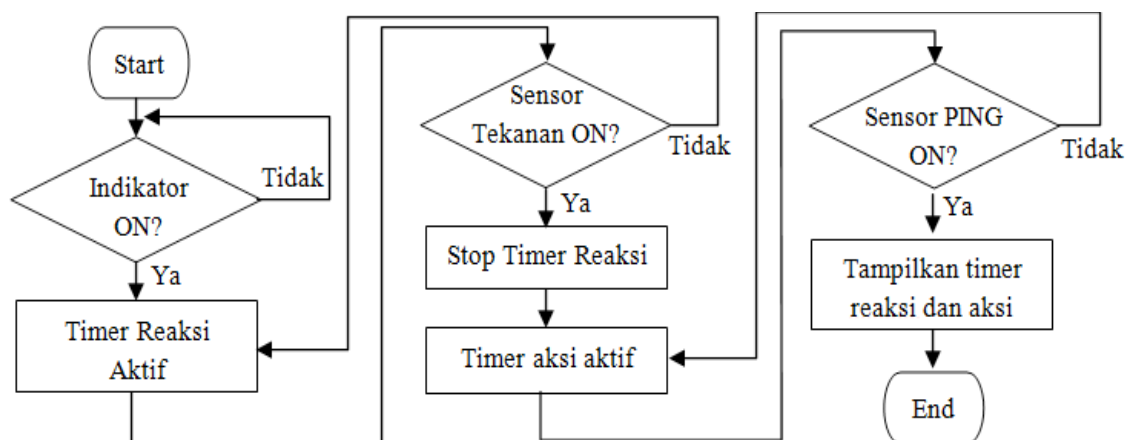 Start
Indikator
ON?
Tidak
Ya
Timer Reaksi
Aktif
Sensor
Tekanan ON?
Tidak
Ya
Stop Timer Reaksi
Timer aksi aktif
Sensor PING
ON?
Tidak
Ya
Tampilkan timer
reaksi dan aksi
End